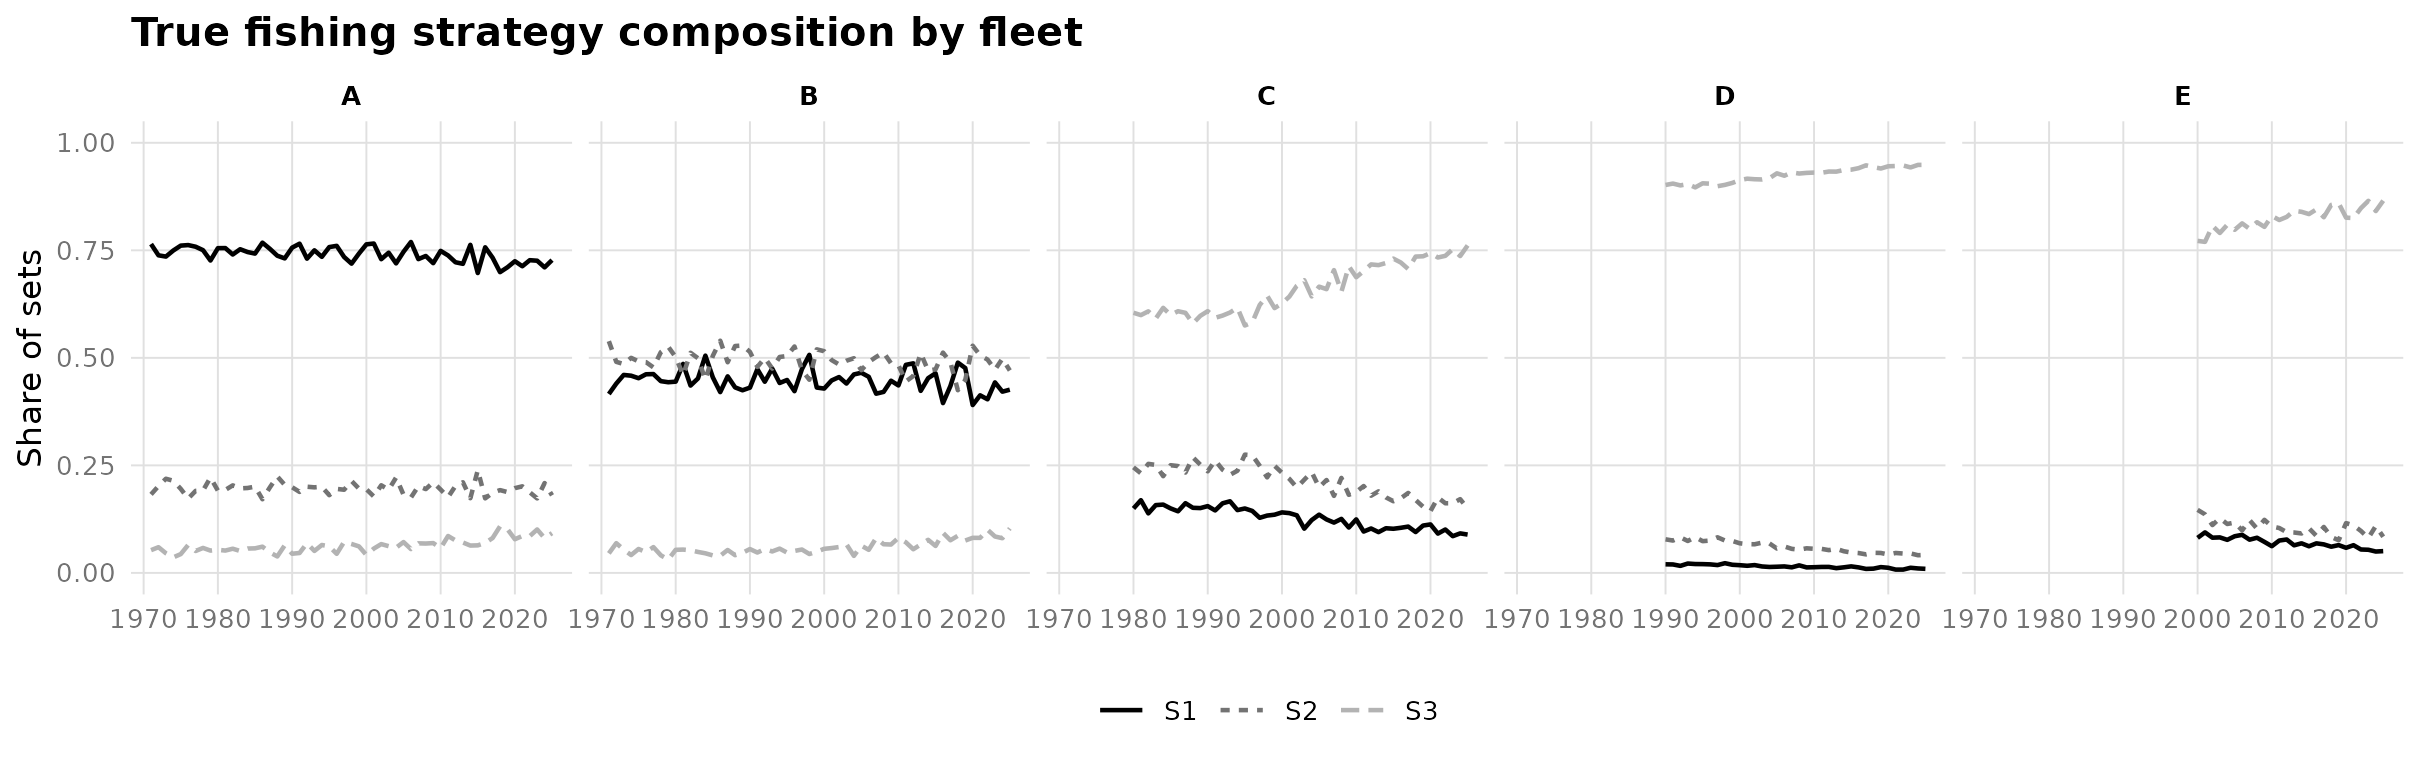 True fishing strategy composition by fleet
A B C D E
Share of sets
1.00
0.75
0.50
0.25
0.00
1970 1980 1990 2000 2010 2020 1970 1980 1990 2000 2010 2020 1970 1980 1990 2000 2010 2020 1970 1980 1990 2000 2010 2020 1970 1980 1990 2000 2010 2020
S1 S2 S3